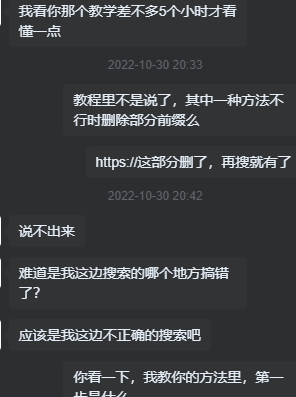 我看你那个教学差不多5个小时才看
懂一点
2022-10-30 20:33
教程里不是说了，其中一种方法不
行时删除部分前缀么
https://这部分删了，再搜就有了
2022-10-30 20:42
说不出来
难道是我这边搜索的哪个地方搞错
了？
应该是我这边不正确的搜索吧
你看一下，我教你的方法里，第一
步是什么